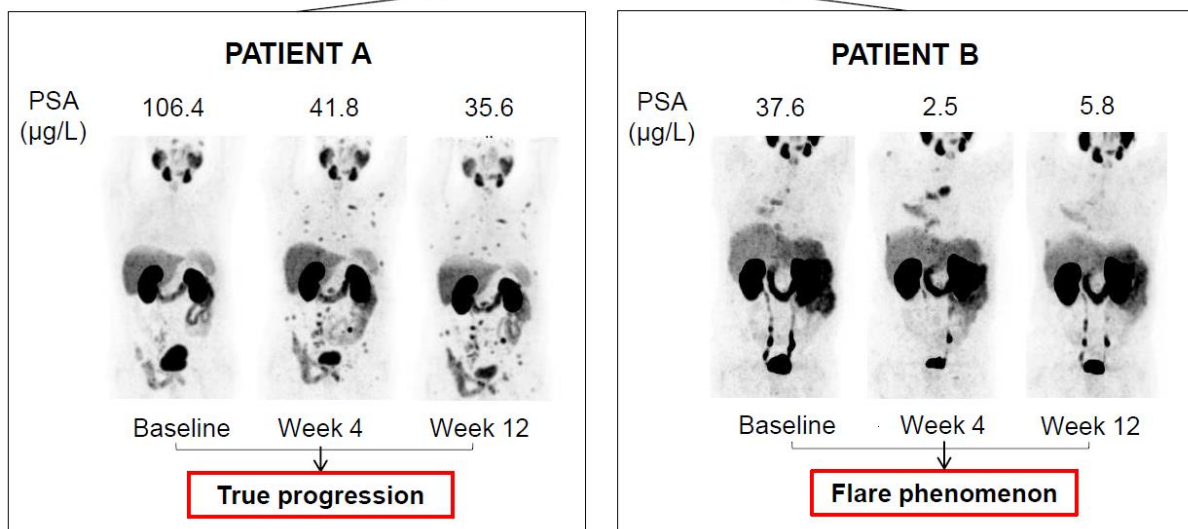 PATIENT A
PSA
(µg/L)
106.4 41.8 35.6
Baseline Week 4 Week 12
True progression
PATIENT B
PSA
(µg/L)
37.6 2.5 5.8
Baseline Week 4 Week 12
Flare phenomenon